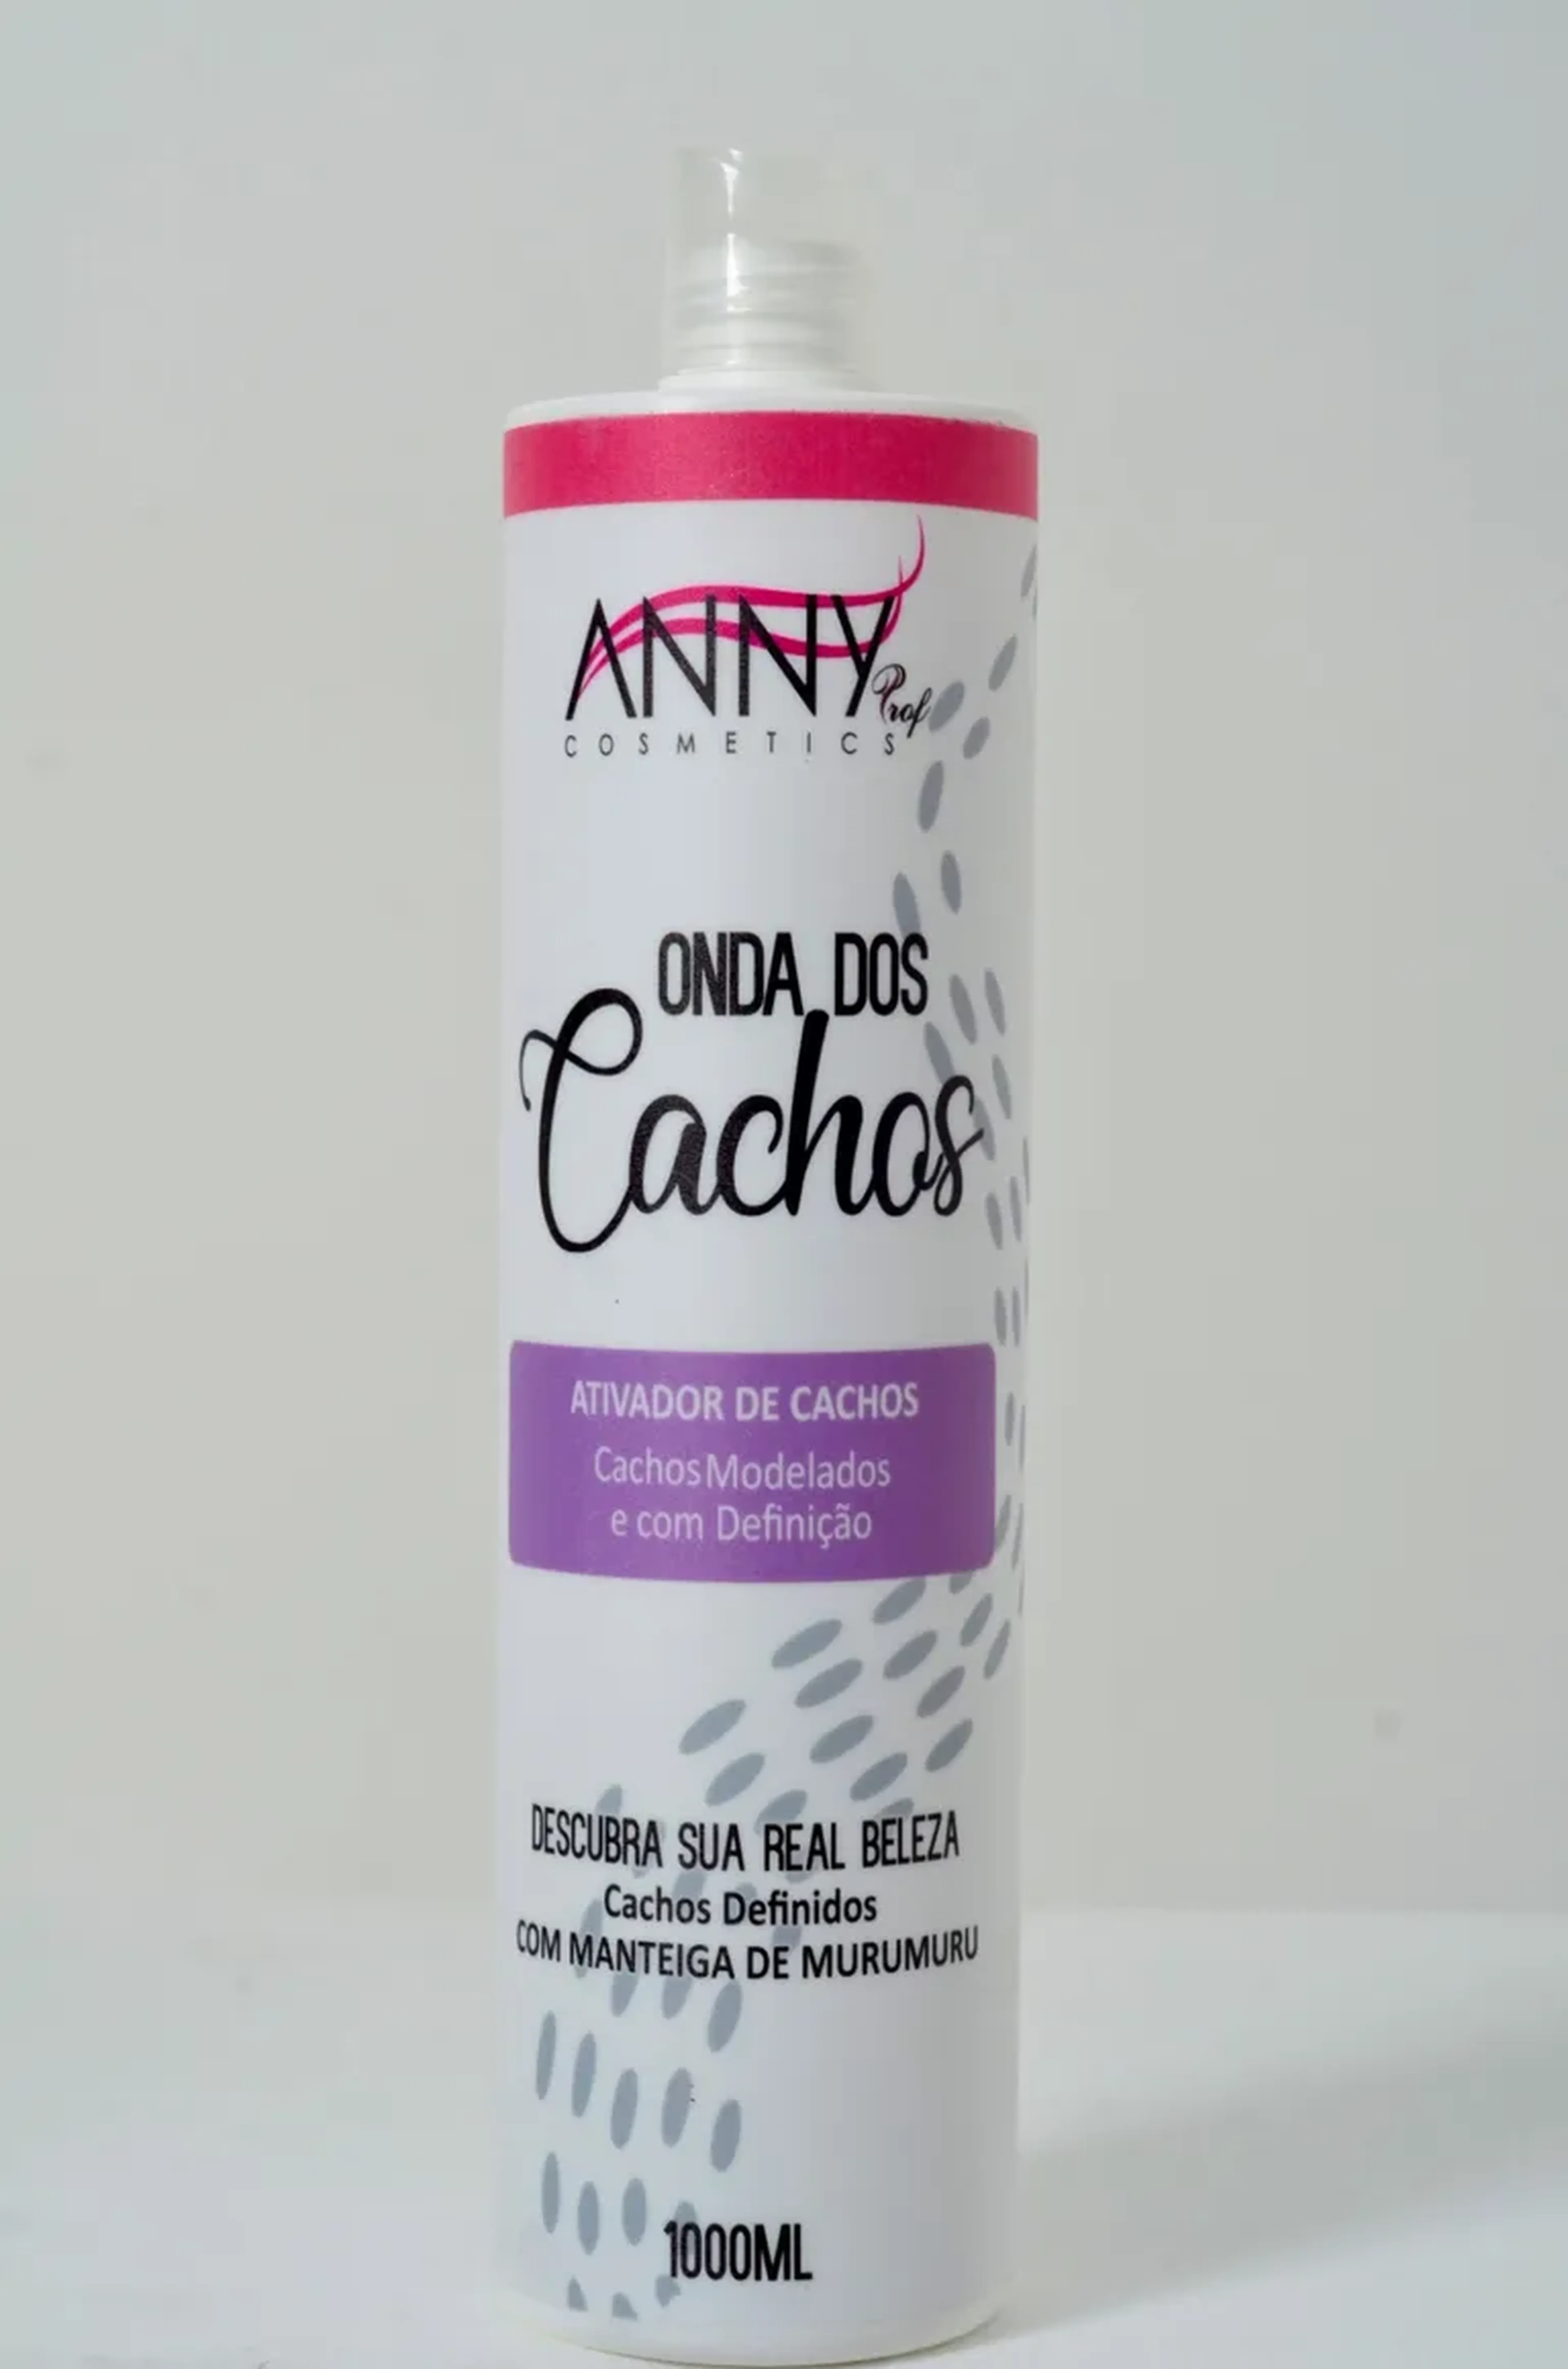 ANNY
Prof
COSMETICS
ONDA DOS
Cachos
ATIVADOR DE CACHOS
Cachos Modelados
e com Definição
DESCUBRA SUA REAL BELEZA
Cachos Definidos
COM MANTEIGA DE MURUMURU
1000ML